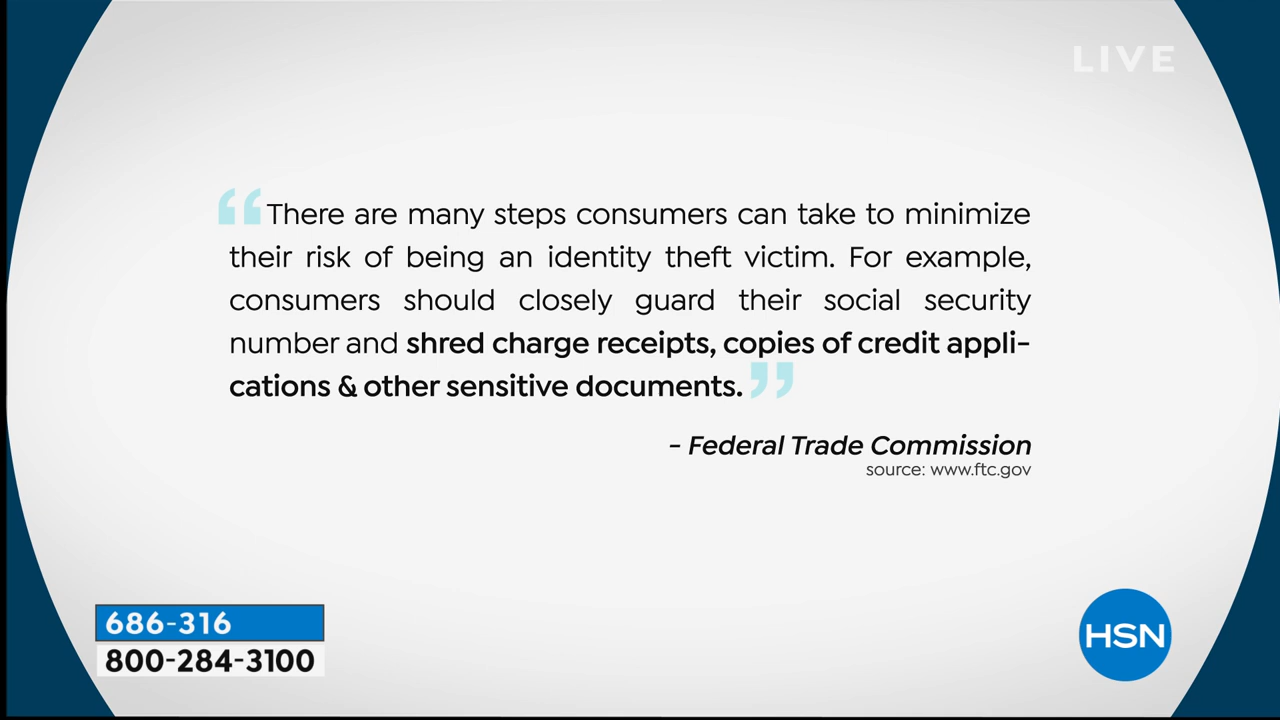 LIVE
“There are many steps consumers can take to minimize
their risk of being an identity theft victim. For example,
consumers should closely guard their social security
number and shred charge receipts, copies of credit appli-
cations & other sensitive documents.”
- Federal Trade Commission
source: www.ftc.gov
686-316
800-284-3100
HSN